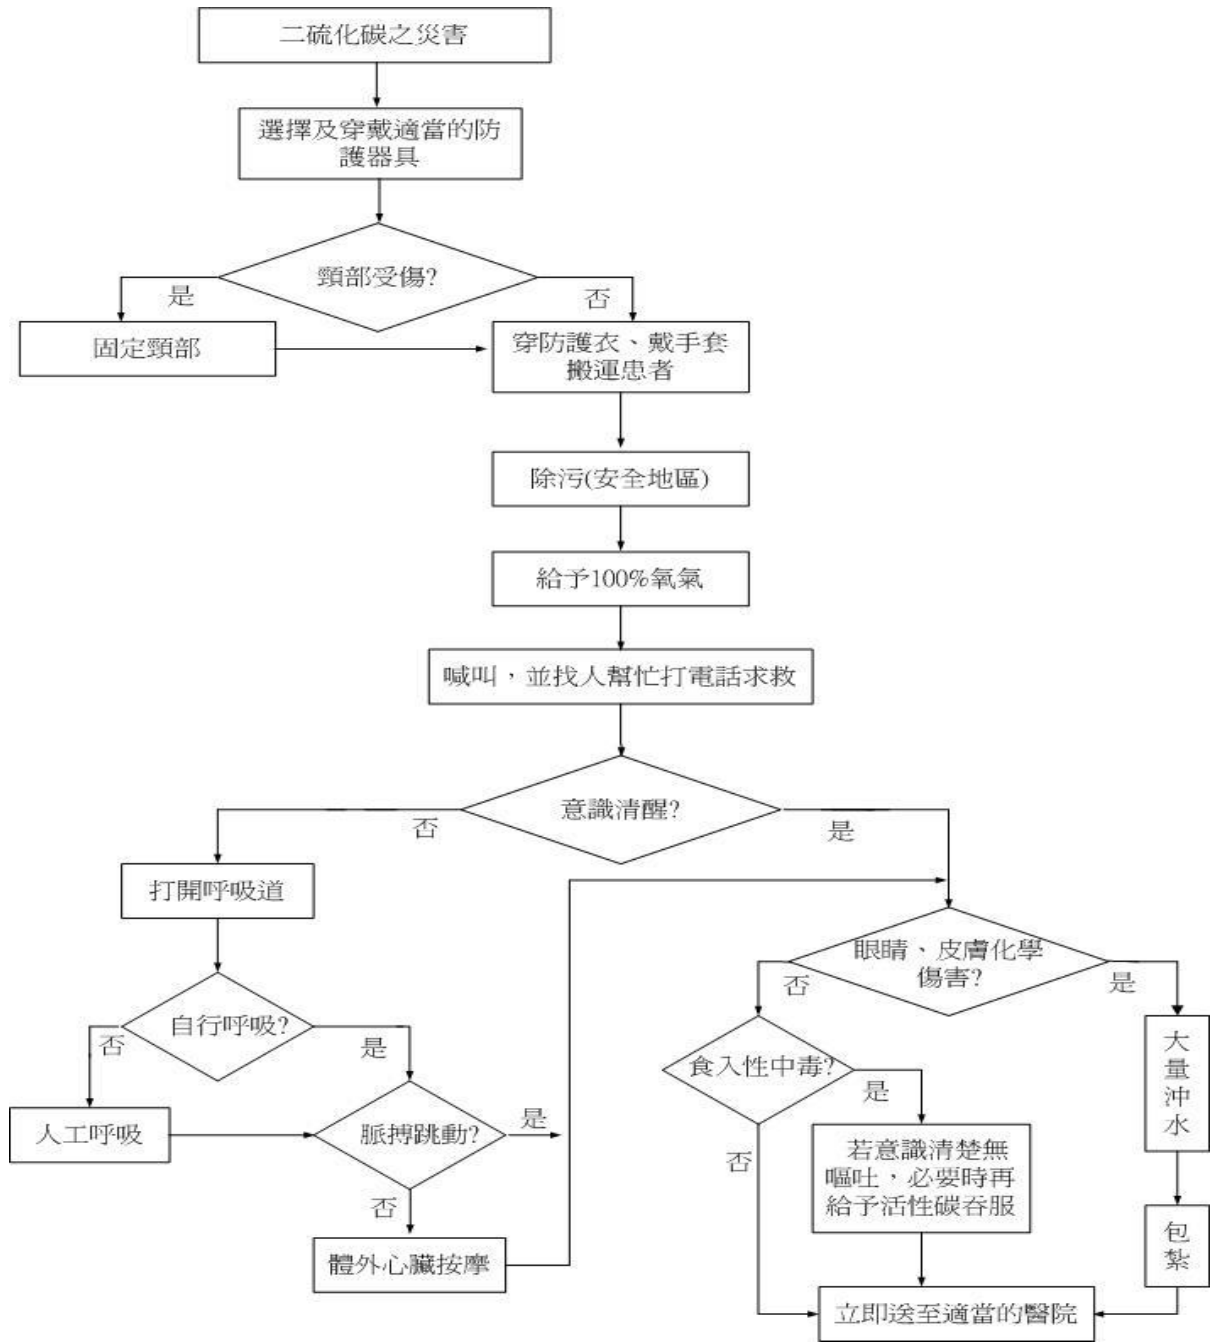 二硫化碳之災害
選擇及穿戴適當的防
護器具
頸部受傷?
是
否
固定頸部
穿防護衣、戴手套
搬運患者
除污(安全地區)
給予100%氧氣
喊叫，並找人幫忙打電話求救
意識清醒?
否
是
打開呼吸道
眼睛、皮膚化學
傷害?
否
是
自行呼吸?
否
是
食入性中毒?
是
否
大
量
沖
水
人工呼吸
脈搏跳動?
是
否
若意識清楚無
嘔吐，必要時再
給予活性碳吞服
體外心臟按摩
包
紮
立即送至適當的醫院